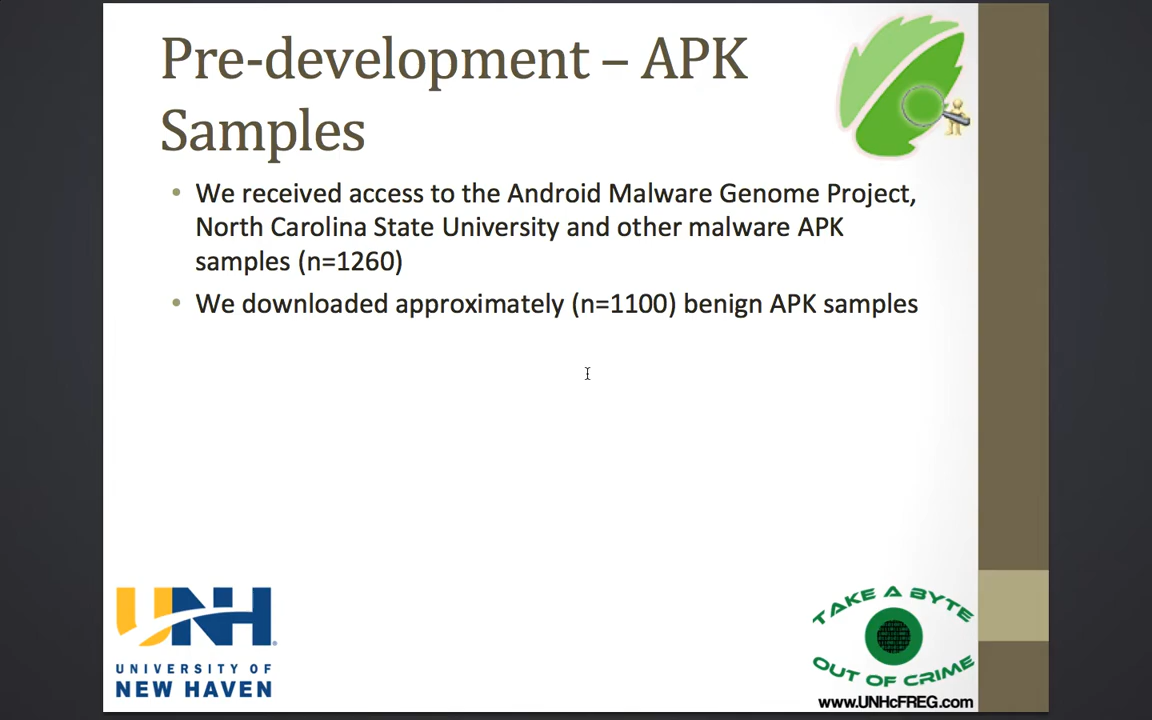 Pre-development – APK
Samples
• We received access to the Android Malware Genome Project,
North Carolina State University and other malware APK
samples (n=1260)
• We downloaded approximately (n=1100) benign APK samples
UNH
UNIVERSITY OF
NEW HAVEN
TAKE A BYTE
OUT OF CRIME
www.UNHcFREG.com